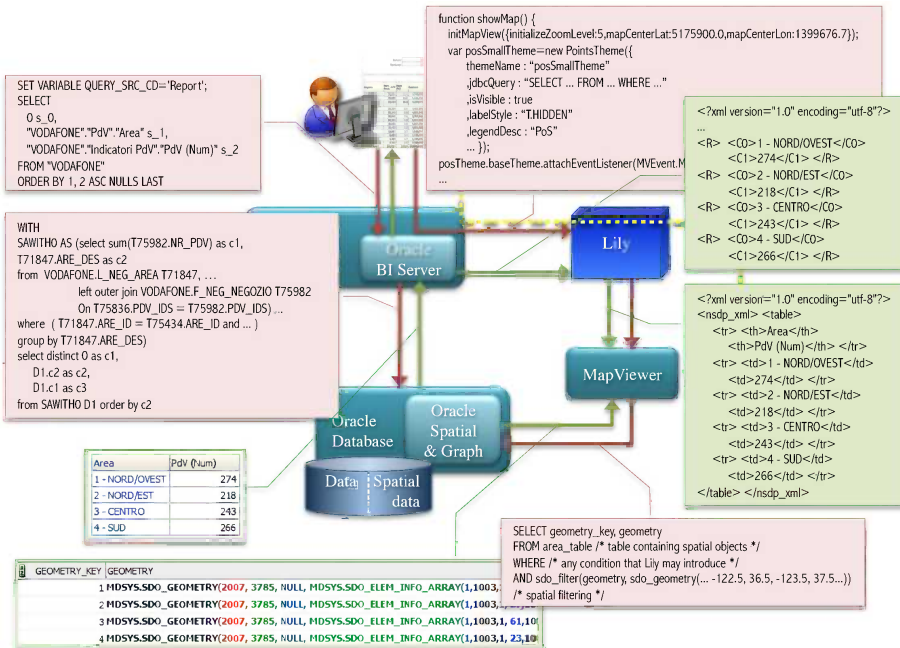 function showMap() {
initMapView({initializeZoomLevel:5,mapCenterLat:5175900.0,mapCenterLon:1399676.7});
var posSmallTheme=new PointsTheme({
themeName : “posSmallTheme”
,jdbcQuery : “SELECT ... FROM ... WHERE ...”
,isVisible : true
,labelStyle : “T.HIDDEN”
,legendDesc : “PoS”
... });
posTheme.baseTheme.attachEventListener(MVEvent.M
...
SET VARIABLE QUERY_SRC_CD='Report';
SELECT
0 s_0,
"VODAFONE"."PdV"."Area" s_1,
"VODAFONE"."Indicatori PdV"."PdV (Num)" s_2
FROM "VODAFONE"
ORDER BY 1, 2 ASC NULLS LAST
<?xml version="1.0" encoding="utf-8"?>
...
<R> <C0>1 - NORD/OVEST</C0>
<C1>274</C1> </R>
<R> <C0>2 - NORD/EST</C0>
<C1>218</C1> </R>
<R> <C0>3 - CENTRO</C0>
<C1>243</C1> </R>
<R> <C0>4 - SUD</C0>
<C1>266</C1> </R>
WITH
SAWITH0 AS (select sum(T75982.NR_PDV) as c1,
T71847.ARE_DES as c2
from VODAFONE.L_NEG_AREA T71847, ...
left outer join VODAFONE.F_NEG_NEGOZIO T75982
On T75836.PDV_IDS = T75982.PDV_IDS) ...
where ( T71847.ARE_ID = T75434.ARE_ID and ... )
group by T71847.ARE_DES)
select distinct 0 as c1,
D1.c2 as c2,
D1.c1 as c3
from SAWITH0 D1 order by c2
Oracle
BI Server
Lily
MapViewer
<?xml version="1.0" encoding="utf-8"?>
<nsdp_xml> <table>
<tr> <th>Area</th>
<th>PdV (Num)</th> </tr>
<tr> <td>1 - NORD/OVEST</td>
<td>274</td> </tr>
<tr> <td>2 - NORD/EST</td>
<td>218</td> </tr>
<tr> <td>3 - CENTRO</td>
<td>243</td> </tr>
<tr> <td>4 - SUD</td>
<td>266</td> </tr>
</table> </nsdp_xml>
Oracle
Database
Oracle
Spatial
& Graph
Data
Spatial
data
Area PdV (Num)
1 - NORD/OVEST 274
2 - NORD/EST 218
3 - CENTRO 243
4 - SUD 266
SELECT geometry_key, geometry
FROM area_table /* table containing spatial objects */
WHERE /* any condition that Lily may introduce */
AND sdo_filter(geometry, sdo_geometry(... -122.5, 36.5, -123.5, 37.5...))
/* spatial filtering */
GEOMETRY_KEY GEOMETRY
1 MDSYS.SDO_GEOMETRY(2007, 3785, NULL, MDSYS.SDO_ELEM_INFO_ARRAY(1,1003,
2 MDSYS.SDO_GEOMETRY(2007, 3785, NULL, MDSYS.SDO_ELEM_INFO_ARRAY(1,1003,1,
3 MDSYS.SDO_GEOMETRY(2007, 3785, NULL, MDSYS.SDO_ELEM_INFO_ARRAY(1,1003,1, 61,10
4 MDSYS.SDO_GEOMETRY(2007, 3785, NULL, MDSYS.SDO_ELEM_INFO_ARRAY(1,1003,1, 23,10